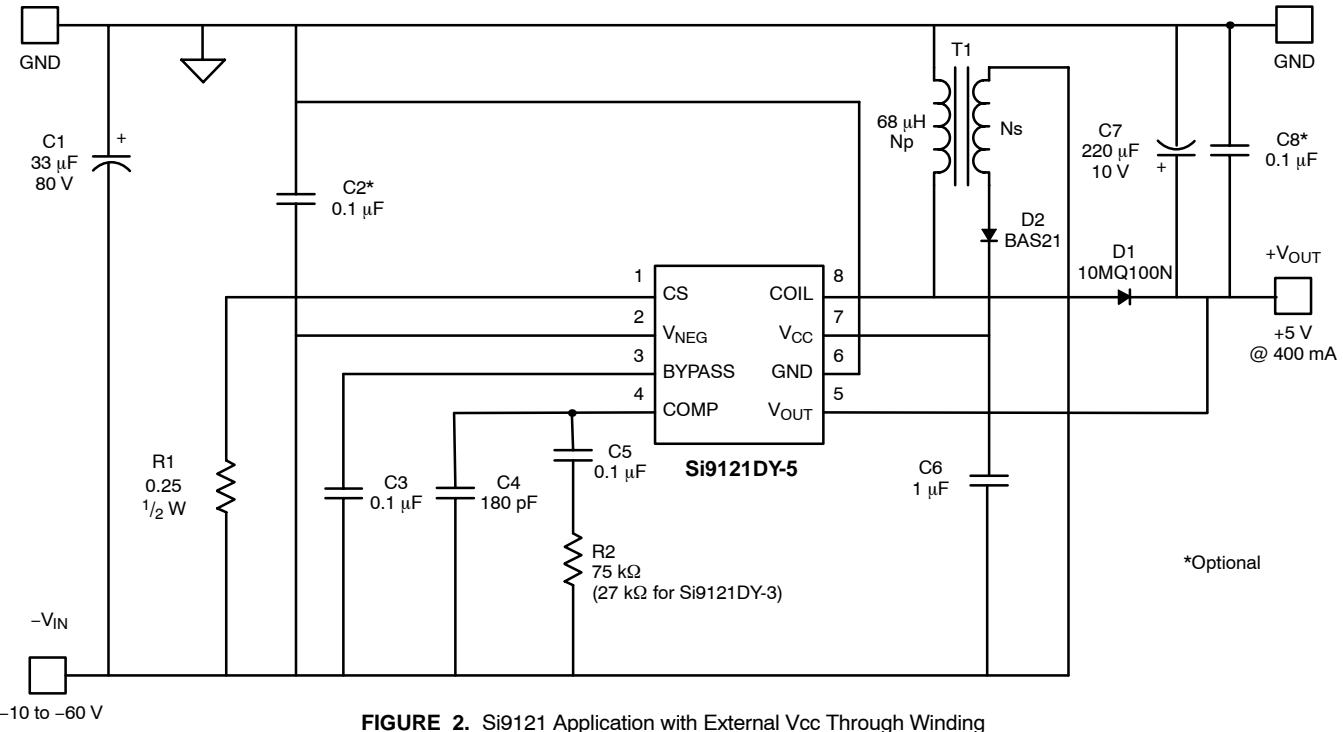 GND
GND
T1
C1
33 μF
80 V
+
68 μH
Np
Ns
C7
220 μF
10 V
+
C8*
0.1 μF
C2*
0.1 μF
D2
BAS21
D1
10MQ100N
+VOUT
+5 V
@ 400 mA
1
2
3
4
CS
VNEG
BYPASS
COMP
COIL
VCC
GND
VOUT
8
7
6
5
Si9121DY-5
R1
0.25
1/2 W
C3
0.1 μF
C4
180 pF
C5
0.1 μF
C6
1 μF
R2
75 kΩ
(27 kΩ for Si9121DY-3)
*Optional
−VIN
−10 to −60 V
FIGURE 2. Si9121 Application with External Vcc Through Winding